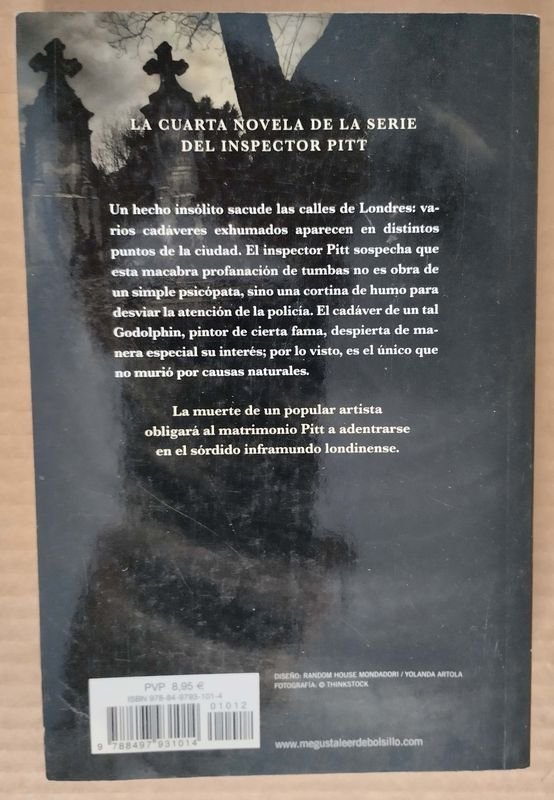 LA CUARTA NOVELA DE LA SERIE
DEL INSPECTOR PITT
Un hecho insólito sacude las calles de Londres: va-
rios cadáveres exhumados aparecen en distintos
puntos de la ciudad. El inspector Pitt sospecha que
esta macabra profanación de tumbas no es obra de
un simple psicópata, sino una cortina de humo para
desviar la atención de la policía. El cadáver de un tal
Godolphin, pintor de cierta fama, despierta de ma-
nera especial su interés; por lo visto, es el único que
no murió por causas naturales.
La muerte de un popular artista
obligará al matrimonio Pitt a adentrarse
en el sórdido inframundo londinense.
DISEÑO: RANDOM HOUSE MONDADORI / YOLANDA ARTOLA
FOTOGRAFÍA: © THINKSTOCK
PVP 8,95 €
ISBN 978-84-9793-101-4
01012
9 788497 931014
www.megustaleerdebolsillo.com